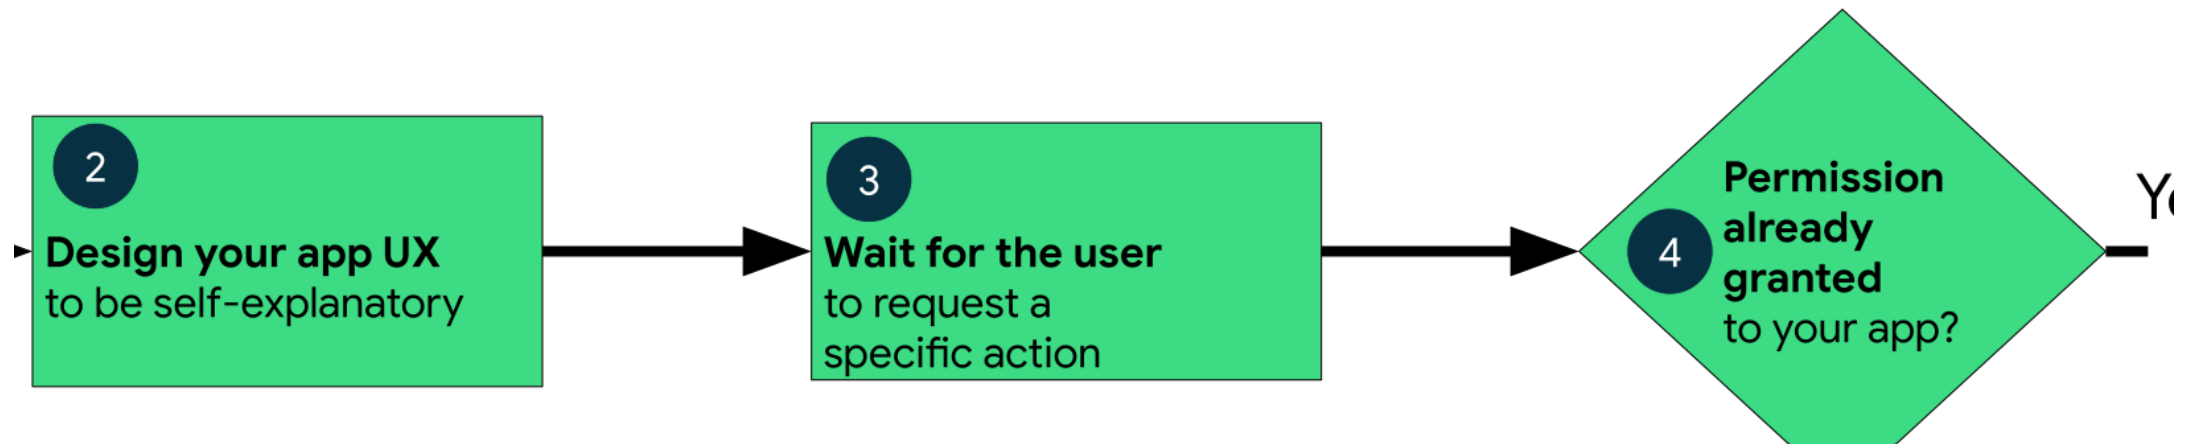 2
Design your app UX
to be self-explanatory
3
Wait for the user
to request a
specific action
4
Permission
already
granted
to your app?